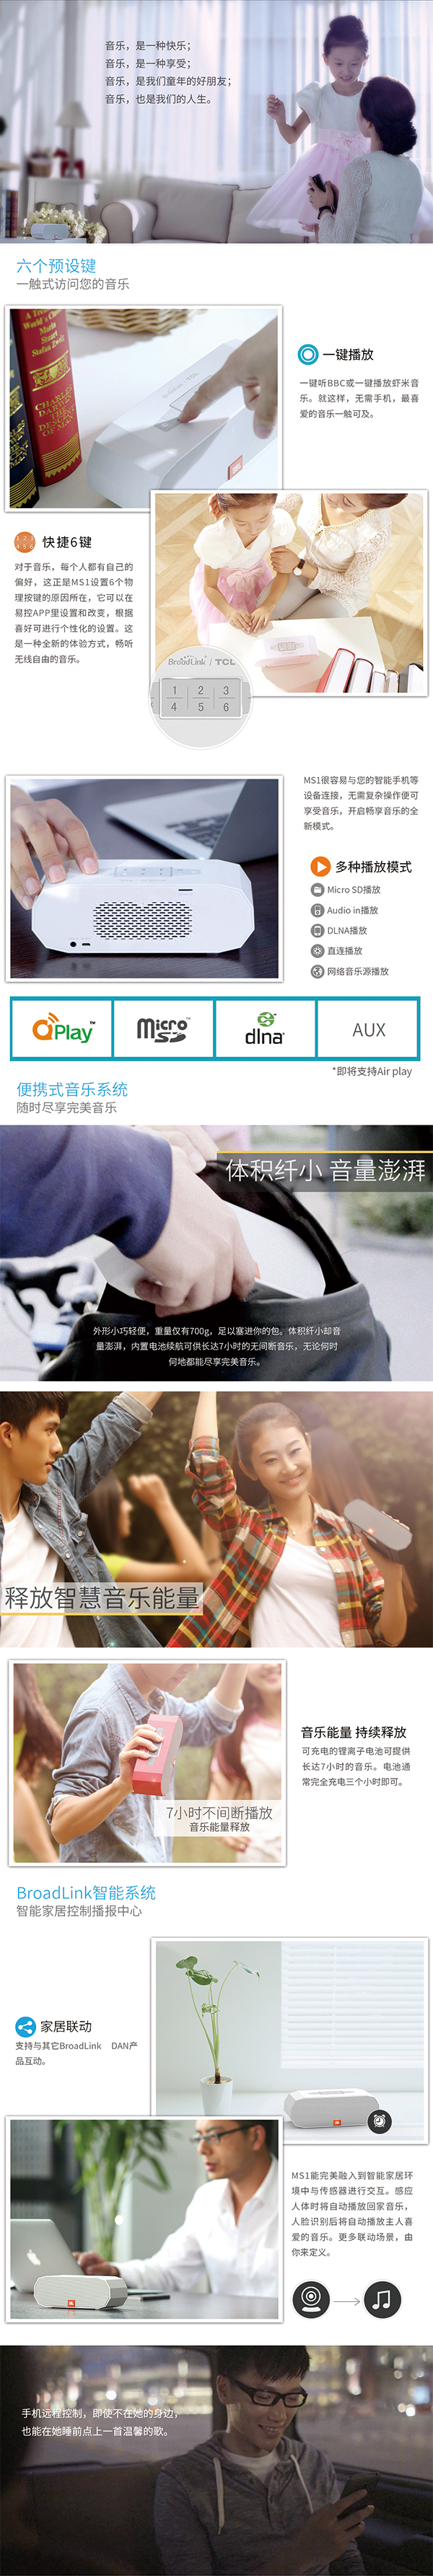 音乐，是一种快乐；
音乐，是一种享受；
音乐，是我们童年的好朋友；
音乐，也是我们的人生。
六个预设键
一触式访问您的音乐
一键播放
一键听BBC或一键播放虾米音
乐。就这样，无需手机，最喜
爱的音乐一触可及。
快捷6键
对于音乐，每个人都有自己的
偏好，这正是MS1设置6个物
理按键的原因所在，它可以在
易控APP里设置和改变，根据
喜好可进行个性化的设置。这
是一种全新的体验方式，畅听
无线自由的音乐。
BroadLink / TCL
1 2 3
4 5 6
MS1很容易与您的智能手机等
设备连接，无需复杂操作便可
享受音乐，开启畅享音乐的全
新模式。
多种播放模式
Micro SD播放
Audio in播放
DLNA播放
直连播放
网络音乐源播放
QPlay™
Micro SD™
dlna
AUX
*即将支持Air play
便携式音乐系统
随时尽享完美音乐
体积纤小 音量澎湃
外形小巧轻便，重量仅有700g，足以塞进你的包。体积纤小却音
量澎湃，内置电池续航可供长达7小时的无间断音乐，无论何时
何地都能尽享完美音乐。
释放智慧音乐能量
音乐能量 持续释放
可充电的锂离子电池可提供
长达7小时的音乐。电池通
常完全充电三个小时即可。
7小时不间断播放
音乐能量释放
BroadLink智能系统
智能家居控制播报中心
家居联动
支持与其它BroadLink DAN产
品互动。
MS1能完美融入到智能家居环
境中与传感器进行交互。感应
人体时将自动播放回家音乐，
人脸识别后将自动播放主人喜
爱的音乐。更多联动场景，由
你来定义。
手机远程控制，即使不在她的身边，
也能在她睡前点上一首温馨的歌。